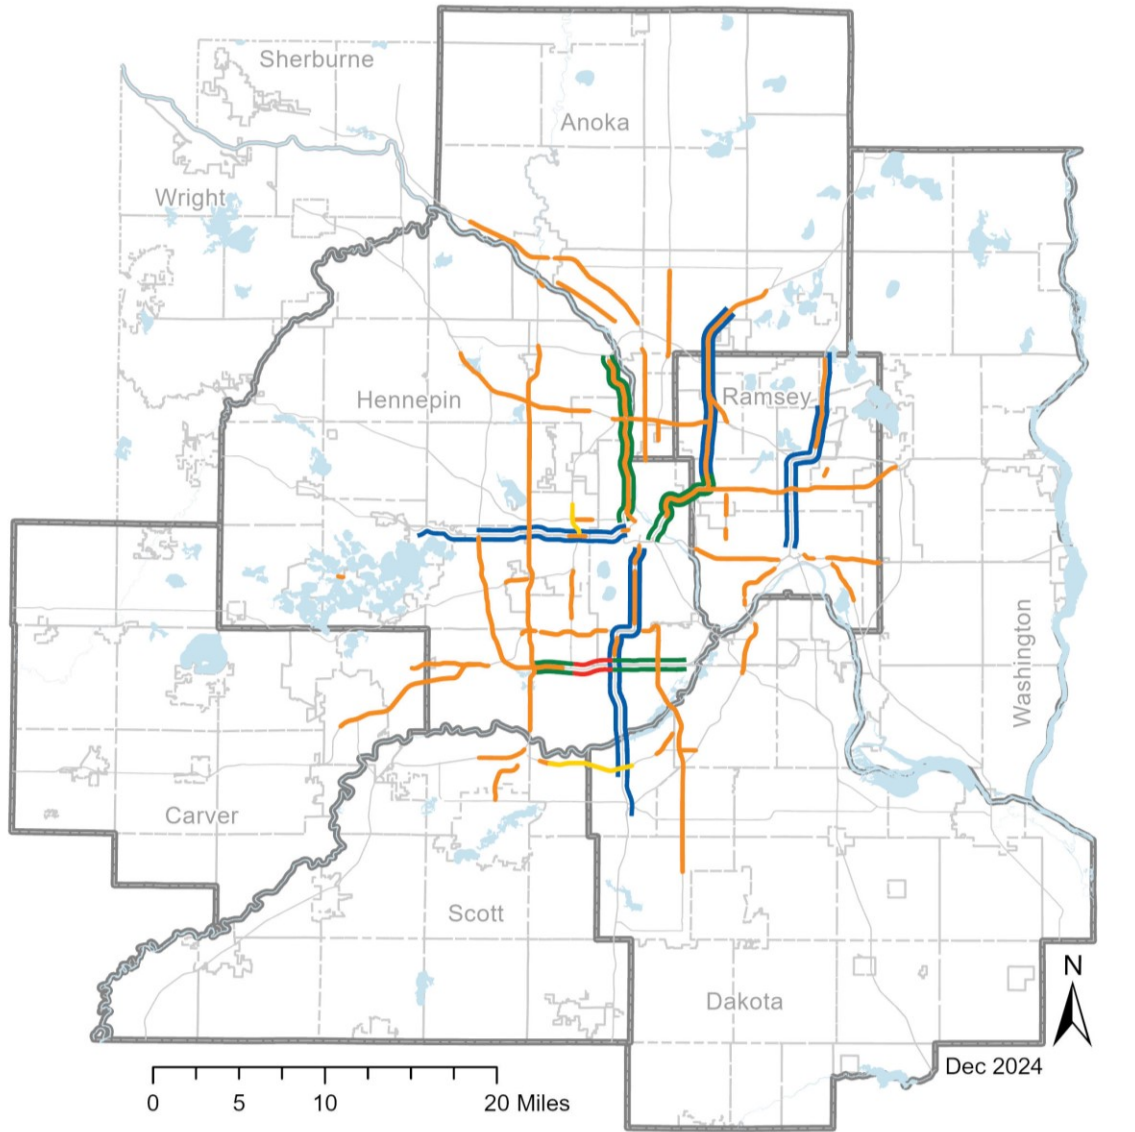 Sherburne
Anoka
Wright
Hennepin
Ramsey
Washington
Carver
Scott
Dakota
N
Dec 2024
0 5 10 20 Miles